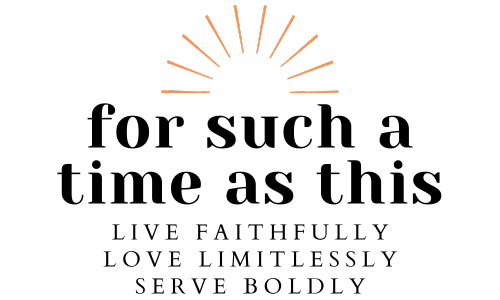 for such a
time as this
LIVE FAITHFULLY
LOVE LIMITLESSLY
SERVE BOLDLY